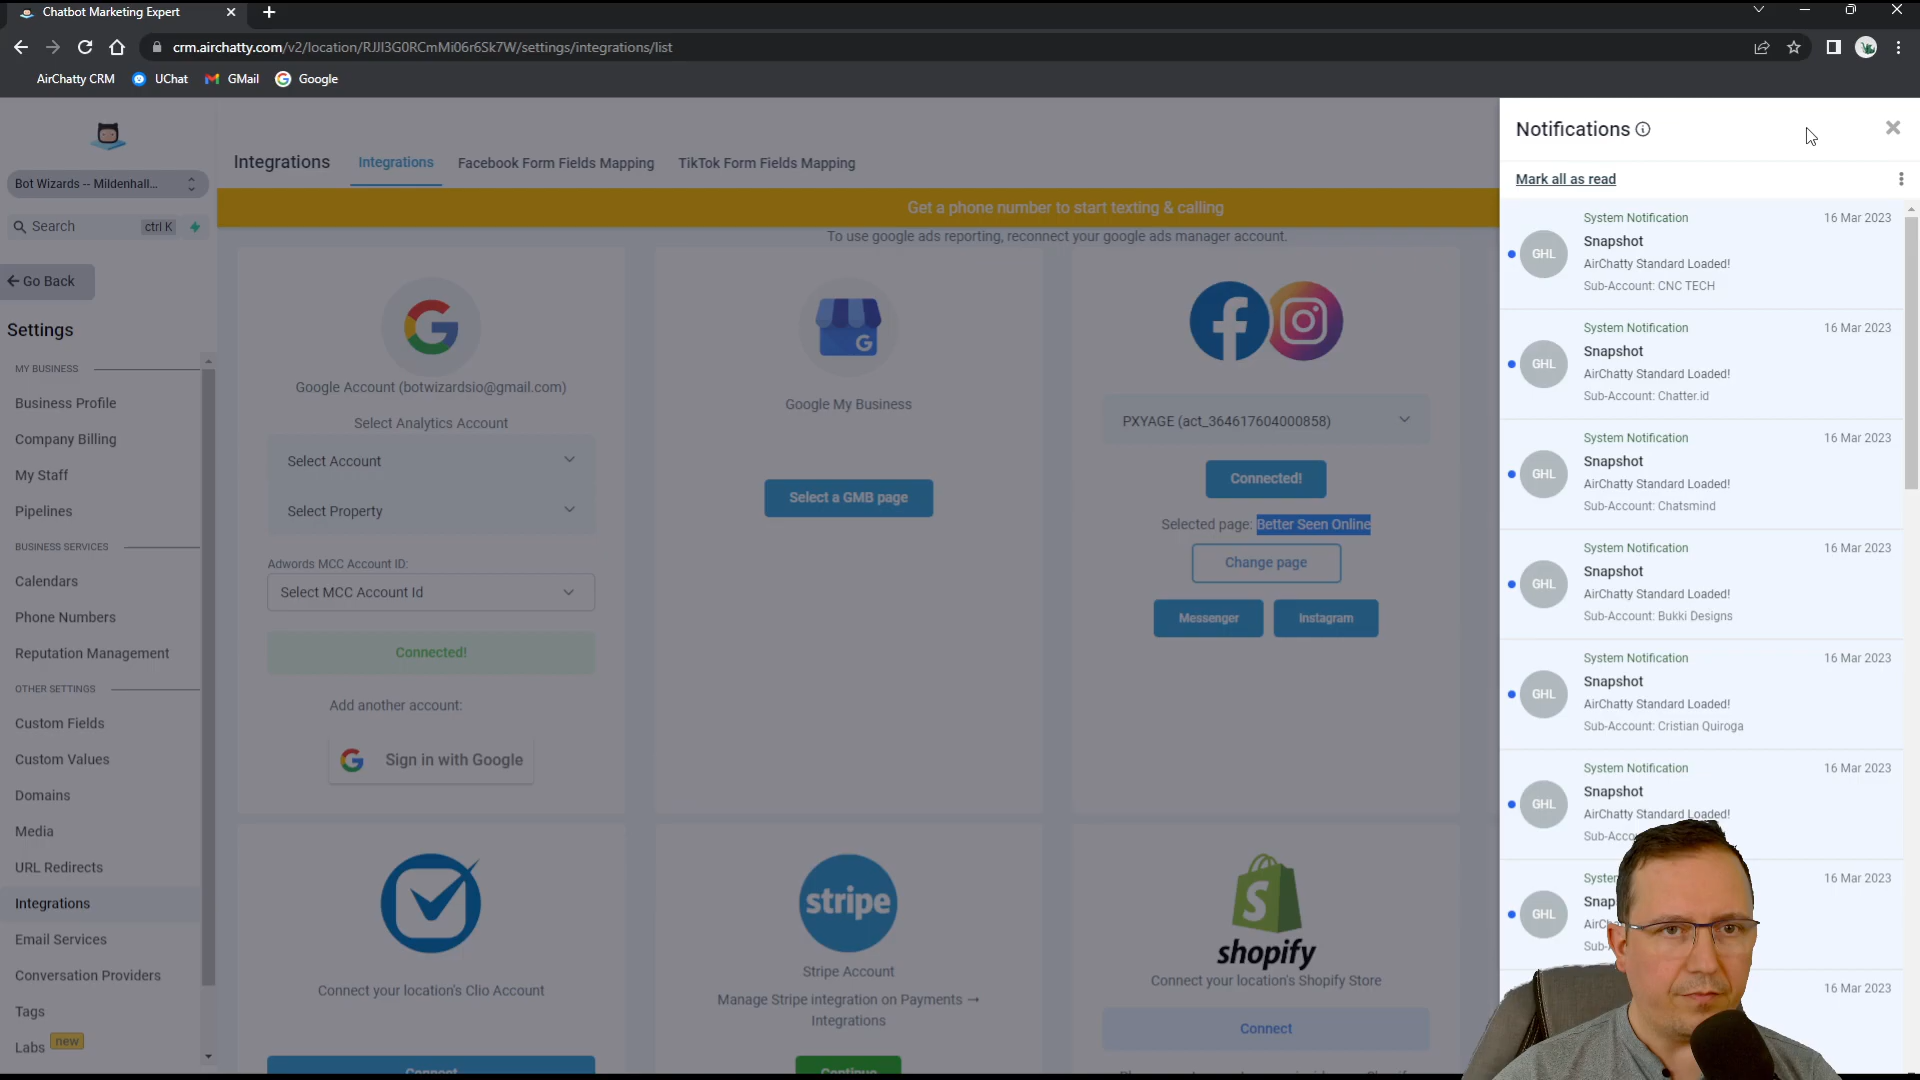 Chatbot Marketing Expert
crm.airchatty.com/v2/location/RJJI3G0RCmMi06r6Sk7W/settings/integrations/list
AirChatty CRM
UChat
GMail
Google
Bot Wizards -- Mildenhall...
Search
ctrl K
Go Back
Settings
MY BUSINESS
Business Profile
Company Billing
My Staff
Pipelines
BUSINESS SERVICES
Calendars
Phone Numbers
Reputation Management
OTHER SETTINGS
Custom Fields
Custom Values
Domains
Media
URL Redirects
Integrations
Email Services
Conversation Providers
Tags
Labs new
Integrations
Integrations
Facebook Form Fields Mapping
TikTok Form Fields Mapping
Get a phone number to start texting & calling
To use google ads reporting, reconnect your google ads manager account.
Google Account (botwizardsio@gmail.com)
Select Analytics Account
Select Account
Select Property
Adwords MCC Account ID:
Select MCC Account Id
Connected!
Add another account:
Sign in with Google
G
Google My Business
Select a GMB page
PXYAGE (act_364617604000858)
Connected!
Selected page: Better Seen Online
Change page
Messenger
Instagram
Connect your location's Clio Account
Connect
stripe
Stripe Account
Manage Stripe integration on Payments →
Integrations
Continue
shopify
Connect your location's Shopify Store
Connect
Notifications
Mark all as read
System Notification
16 Mar 2023
GHL
Snapshot
AirChatty Standard Loaded!
Sub-Account: CNC TECH
System Notification
16 Mar 2023
GHL
Snapshot
AirChatty Standard Loaded!
Sub-Account: Chatter.id
System Notification
16 Mar 2023
GHL
Snapshot
AirChatty Standard Loaded!
Sub-Account: Chatsmind
System Notification
16 Mar 2023
GHL
Snapshot
AirChatty Standard Loaded!
Sub-Account: Bukki Designs
System Notification
16 Mar 2023
GHL
Snapshot
AirChatty Standard Loaded!
Sub-Account: Cristian Quiroga
System Notification
16 Mar 2023
GHL
Snapshot
AirChatty Standard Loaded!
16 Mar 2023
GHL
16 Mar 2023